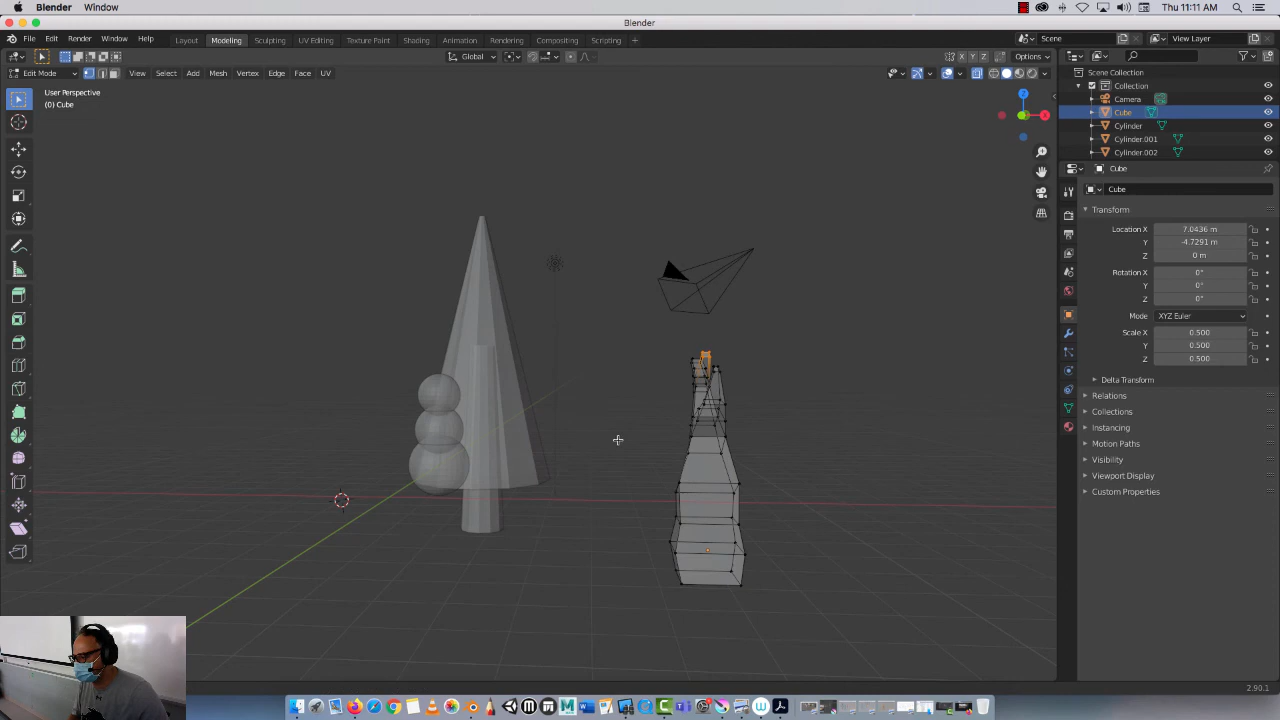 Blender Window Thu 11:11 AM
Blender
File Edit Render Window Help Layout Modeling Sculpting UV Editing Texture Paint Shading Animation Rendering Compositing Scripting + Scene View Layer
Global Options
Edit Mode View Select Add Mesh Vertex Edge Face UV
User Perspective
(0) Cube
Scene Collection
Collection
Camera
Cube
Cylinder
Cylinder.001
Cylinder.002
Cube
Cube
Transform
Location X 7.0436 m
Y -4.7291 m
Z 0 m
Rotation X 0°
Y 0°
Z 0°
Mode XYZ Euler
Scale X 0.500
Y 0.500
Z 0.500
Delta Transform
Relations
Collections
Instancing
Motion Paths
Visibility
Viewport Display
Custom Properties
2.90.1